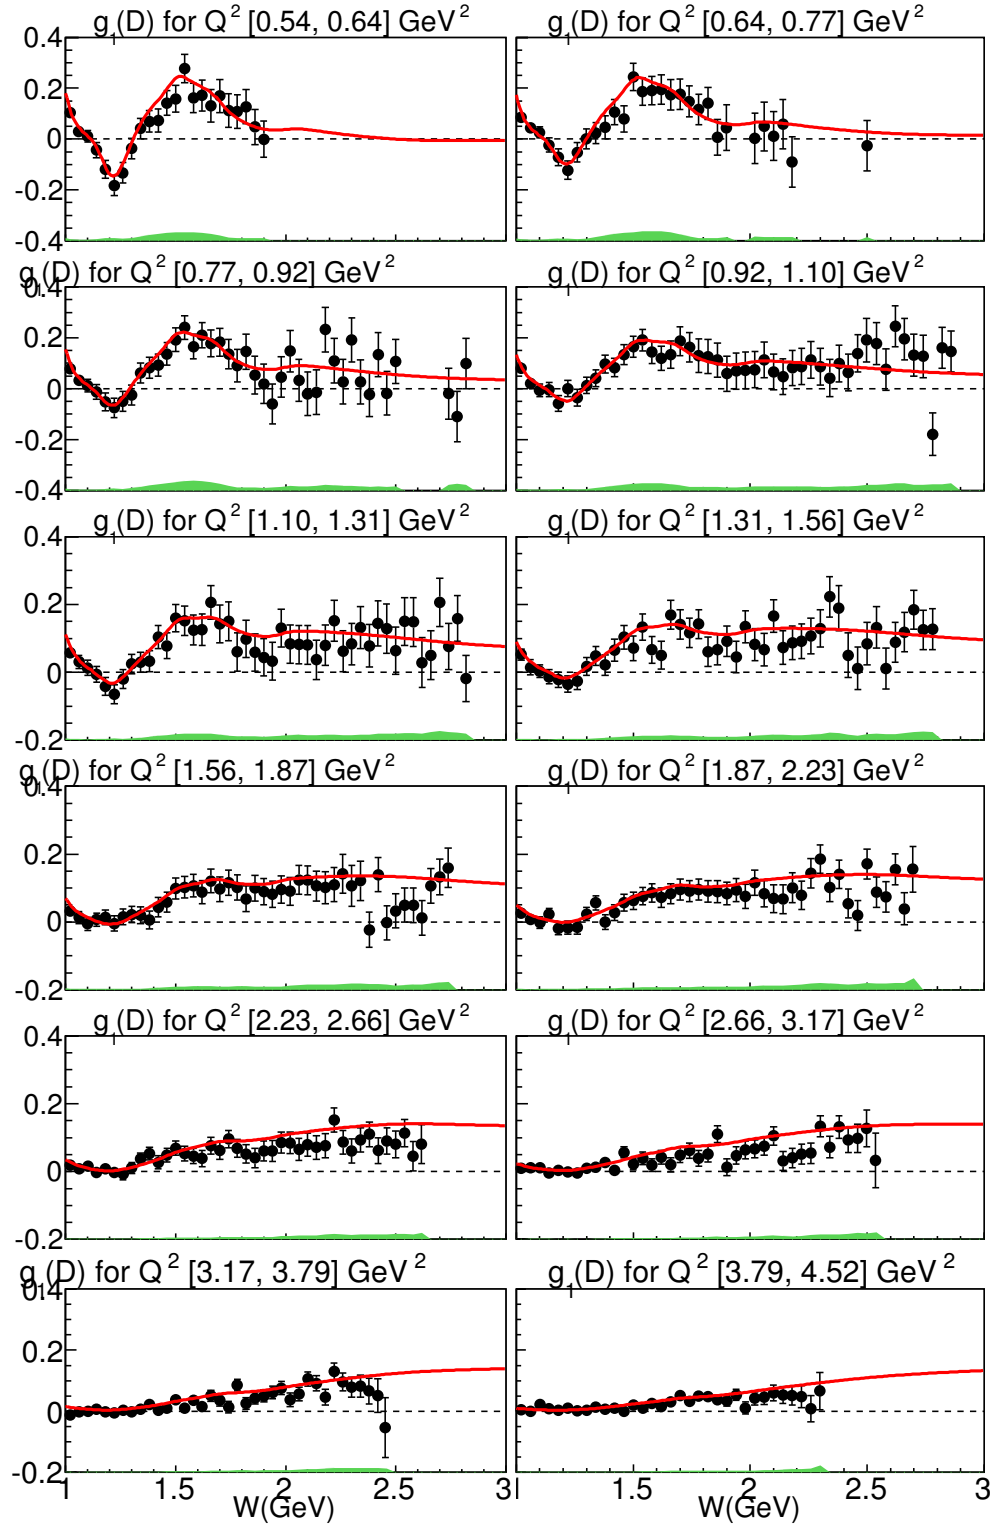 g₁(D) for Q² [0.54, 0.64] GeV²
g₁(D) for Q² [0.64, 0.77] GeV²
0.4
0.2
0
-0.2
-0.4
g₁(D) for Q² [0.77, 0.92] GeV²
g₁(D) for Q² [0.92, 1.10] GeV²
0.4
0.2
0
-0.2
-0.4
g₁(D) for Q² [1.10, 1.31] GeV²
g₁(D) for Q² [1.31, 1.56] GeV²
0.4
0.2
0
-0.2
g₁(D) for Q² [1.56, 1.87] GeV²
g₁(D) for Q² [1.87, 2.23] GeV²
0.4
0.2
0
-0.2
g₁(D) for Q² [2.23, 2.66] GeV²
g₁(D) for Q² [2.66, 3.17] GeV²
0.4
0.2
0
-0.2
g₁(D) for Q² [3.17, 3.79] GeV²
g₁(D) for Q² [3.79, 4.52] GeV²
0.4
0.2
0
-0.2
1 1.5 2 2.5 3
1 1.5 2 2.5 3
W(GeV)
W(GeV)